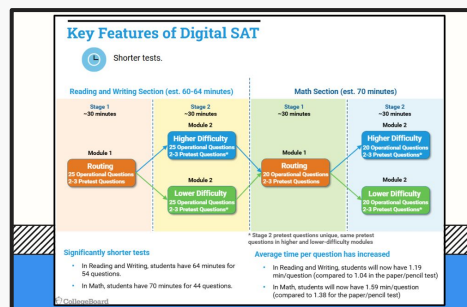 Key Features of Digital SAT
Shorter tests.
Reading and Writing Section (est. 60-64 minutes)
Math Section (est. 70 minutes)
Stage 1
~30 minutes
Stage 2
~30 minutes
Stage 1
~30 minutes
Stage 2
~30 minutes
Module 2
Higher Difficulty
25 Operational Questions
2-3 Pretest Questions*
Module 1
Routing
25 Operational Questions
2-3 Pretest Questions
Module 2
Lower Difficulty
25 Operational Questions
2-3 Pretest Questions*
Module 2
Higher Difficulty
20 Operational Questions
2-3 Pretest Questions*
Module 1
Routing
20 Operational Questions
2-3 Pretest Questions
Module 2
Lower Difficulty
20 Operational Questions
2-3 Pretest Questions*
* Stage 2 pretest questions unique, same pretest
questions in higher and lower-difficulty modules
Significantly shorter tests
• In Reading and Writing, students have 64 minutes for
54 questions.
• In Math, students have 70 minutes for 44 questions.
Average time per question has increased
• In Reading and Writing, students will now have 1.19
min/question (compared to 1.04 in the paper/pencil test)
• In Math, students will now have 1.59 min/question
(compared to 1.38 for the paper/pencil test).
CollegeBoard